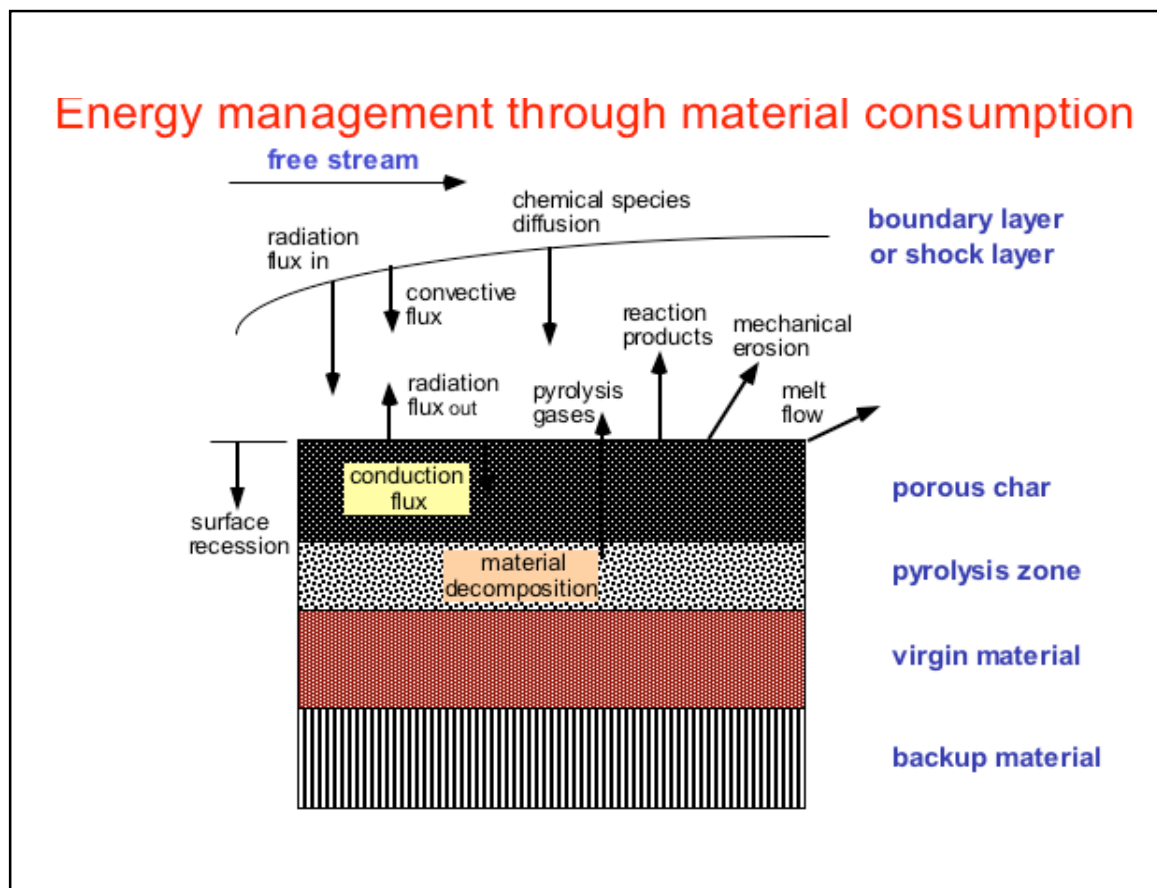 Energy management through material consumption
free stream
chemical species
diffusion
boundary layer
or shock layer
radiation
flux in
convective
flux
reaction
products
mechanical
erosion
radiation
flux out
pyrolysis
gases
melt
flow
conduction
flux
porous char
surface
recession
material
decomposition
pyrolysis zone
virgin material
backup material